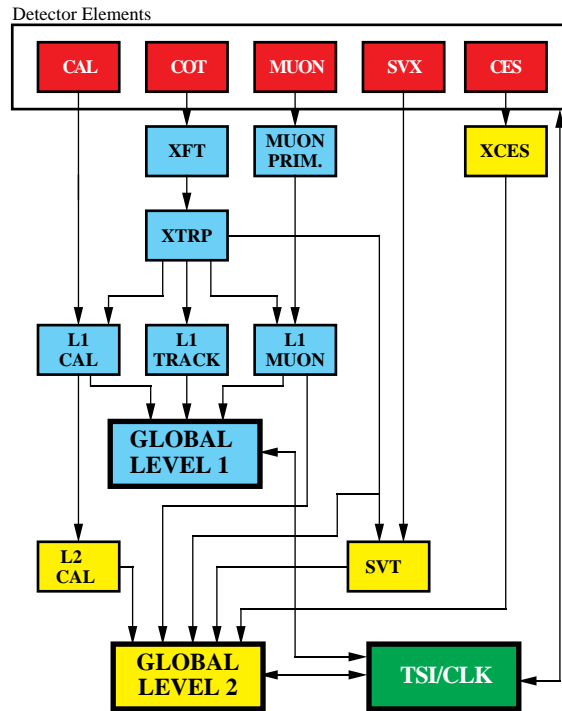 Detector Elements
CAL
COT
MUON
SVX
CES
XFT
MUON
PRIM.
XCES
XTRP
L1
CAL
L1
TRACK
L1
MUON
GLOBAL
LEVEL 1
L2
CAL
SVT
GLOBAL
LEVEL 2
TSI/CLK